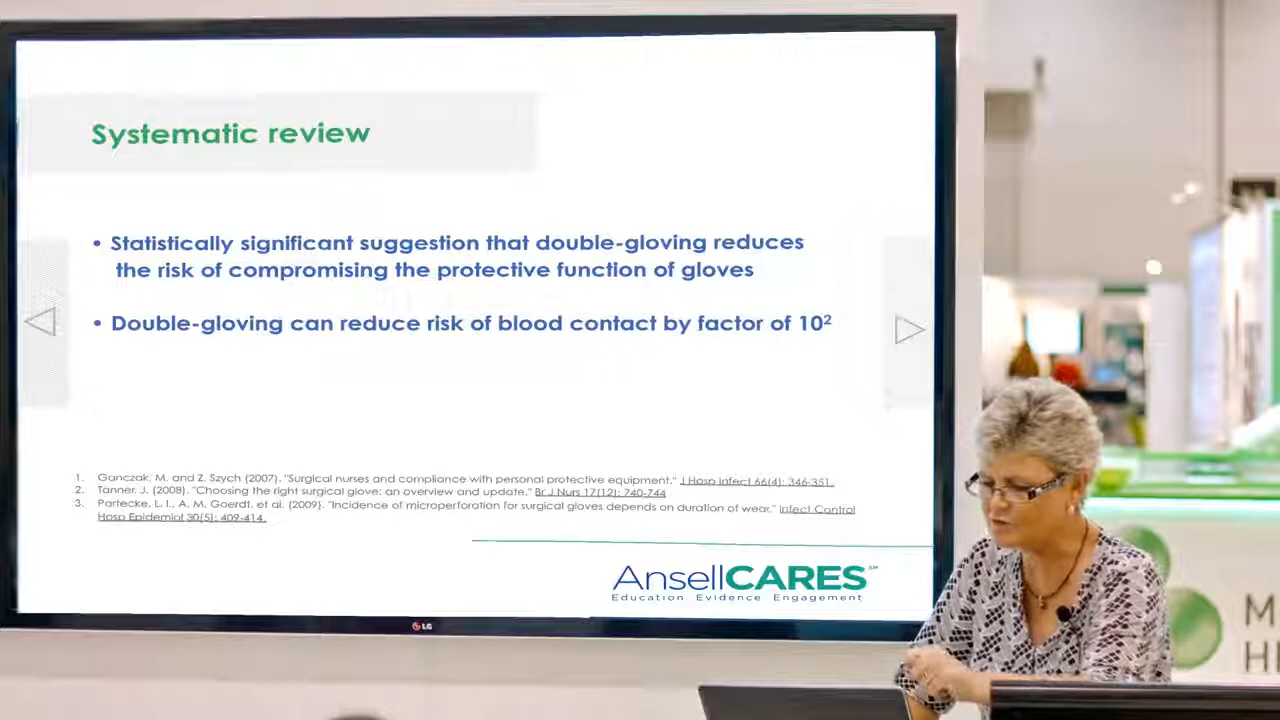 Systematic review
• Statistically significant suggestion that double-gloving reduces
the risk of compromising the protective function of gloves
• Double-gloving can reduce risk of blood contact by factor of 10²
1. Ganczak, M. and Z. Szych (2007). "Surgical nurses and compliance with personal protective equipment." J Hosp Infect 66(4): 346-351.
2. Tanner, J. (2008). "Choosing the right surgical glove: an overview and update." Br J Nurs 17(12): 740-744
3. Partecke, L. I., A. M. Goerdt, et al. (2009). "Incidence of microperforation for surgical gloves depends on duration of wear." Infect Control
Hosp Epidemiol 30(5): 409-414.
AnsellCARES℠
Education Evidence Engagement
LG
M
HE